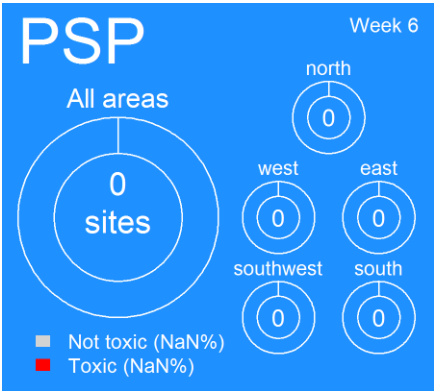 PSP
Week 6
All areas
0
sites
north
0
west
0
east
0
southwest
0
south
0
Not toxic (NaN%)
Toxic (NaN%)